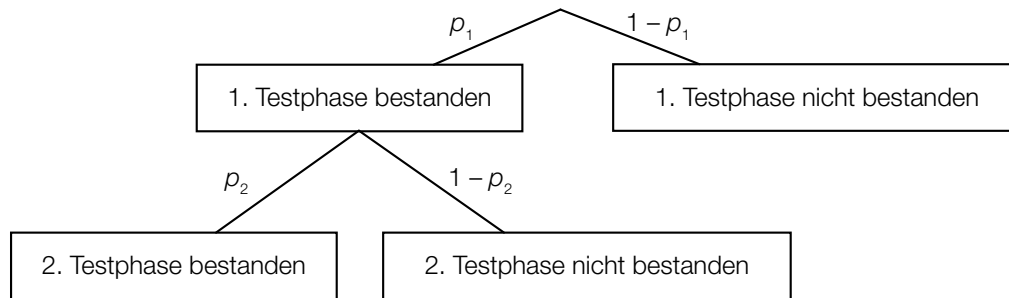 p₁ 1 – p₁
1. Testphase bestanden 1. Testphase nicht bestanden
p₂ 1 – p₂
2. Testphase bestanden 2. Testphase nicht bestanden